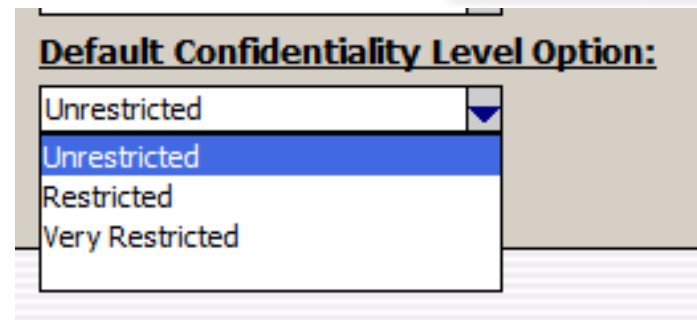 Default Confidentiality Level Option:
Unrestricted
Unrestricted
Restricted
Very Restricted